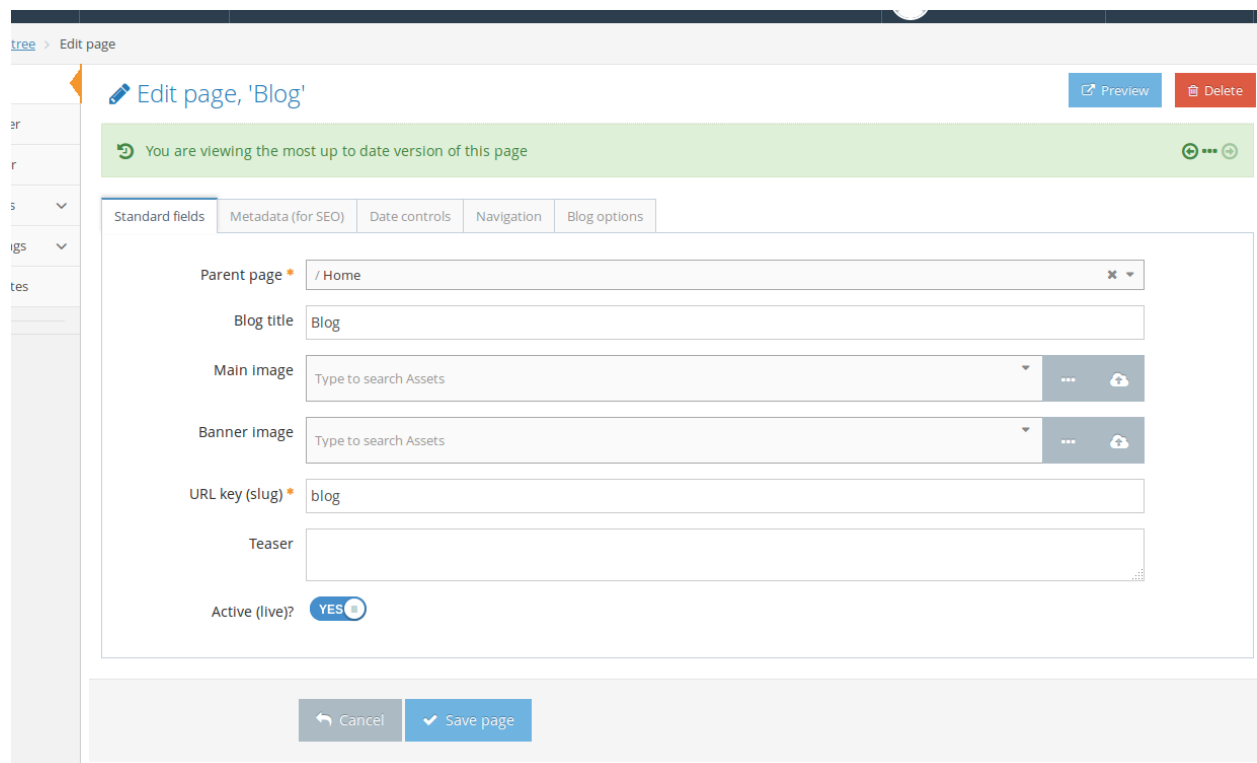 tree > Edit page
Edit page, 'Blog'
Preview
Delete
er
You are viewing the most up to date version of this page
r
s
Standard fields Metadata (for SEO) Date controls Navigation Blog options
ngs
Parent page * / Home
tes
Blog title Blog
Main image Type to search Assets
Banner image Type to search Assets
URL key (slug) * blog
Teaser
Active (live)? YES
Cancel Save page